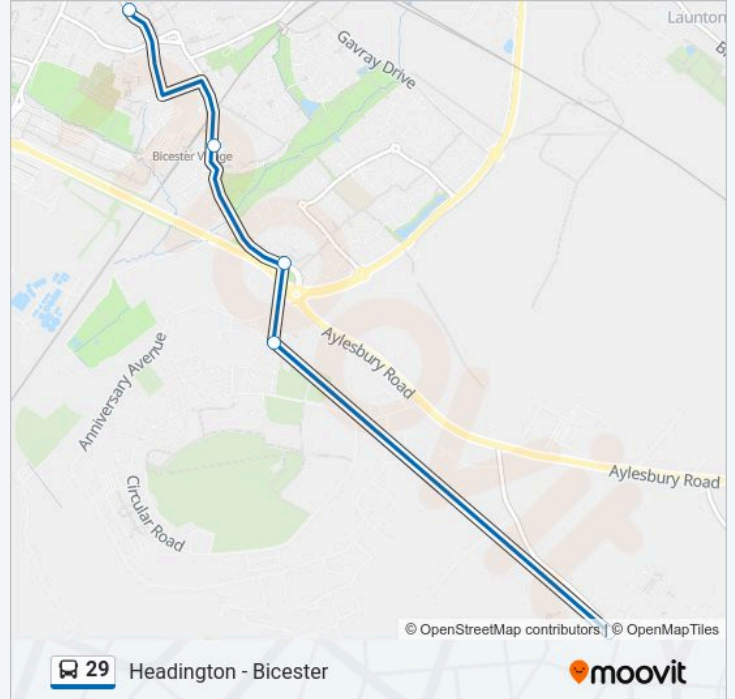 Launton
Gavray Drive
Bicester Village
Aylesbury Road
Anniversary Avenue
Aylesbury Road
Circular Road
© OpenStreetMap contributors | © OpenMapTiles
29 Headington - Bicester
moovit